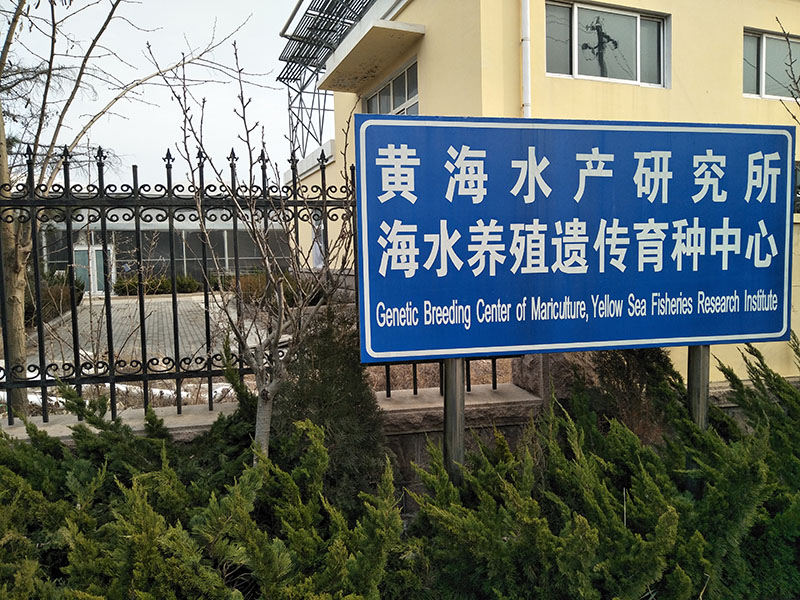 黄海水产研究所
海水养殖遗传育种中心
Genetic Breeding Center of Mariculture, Yellow Sea Fisheries Research Institute